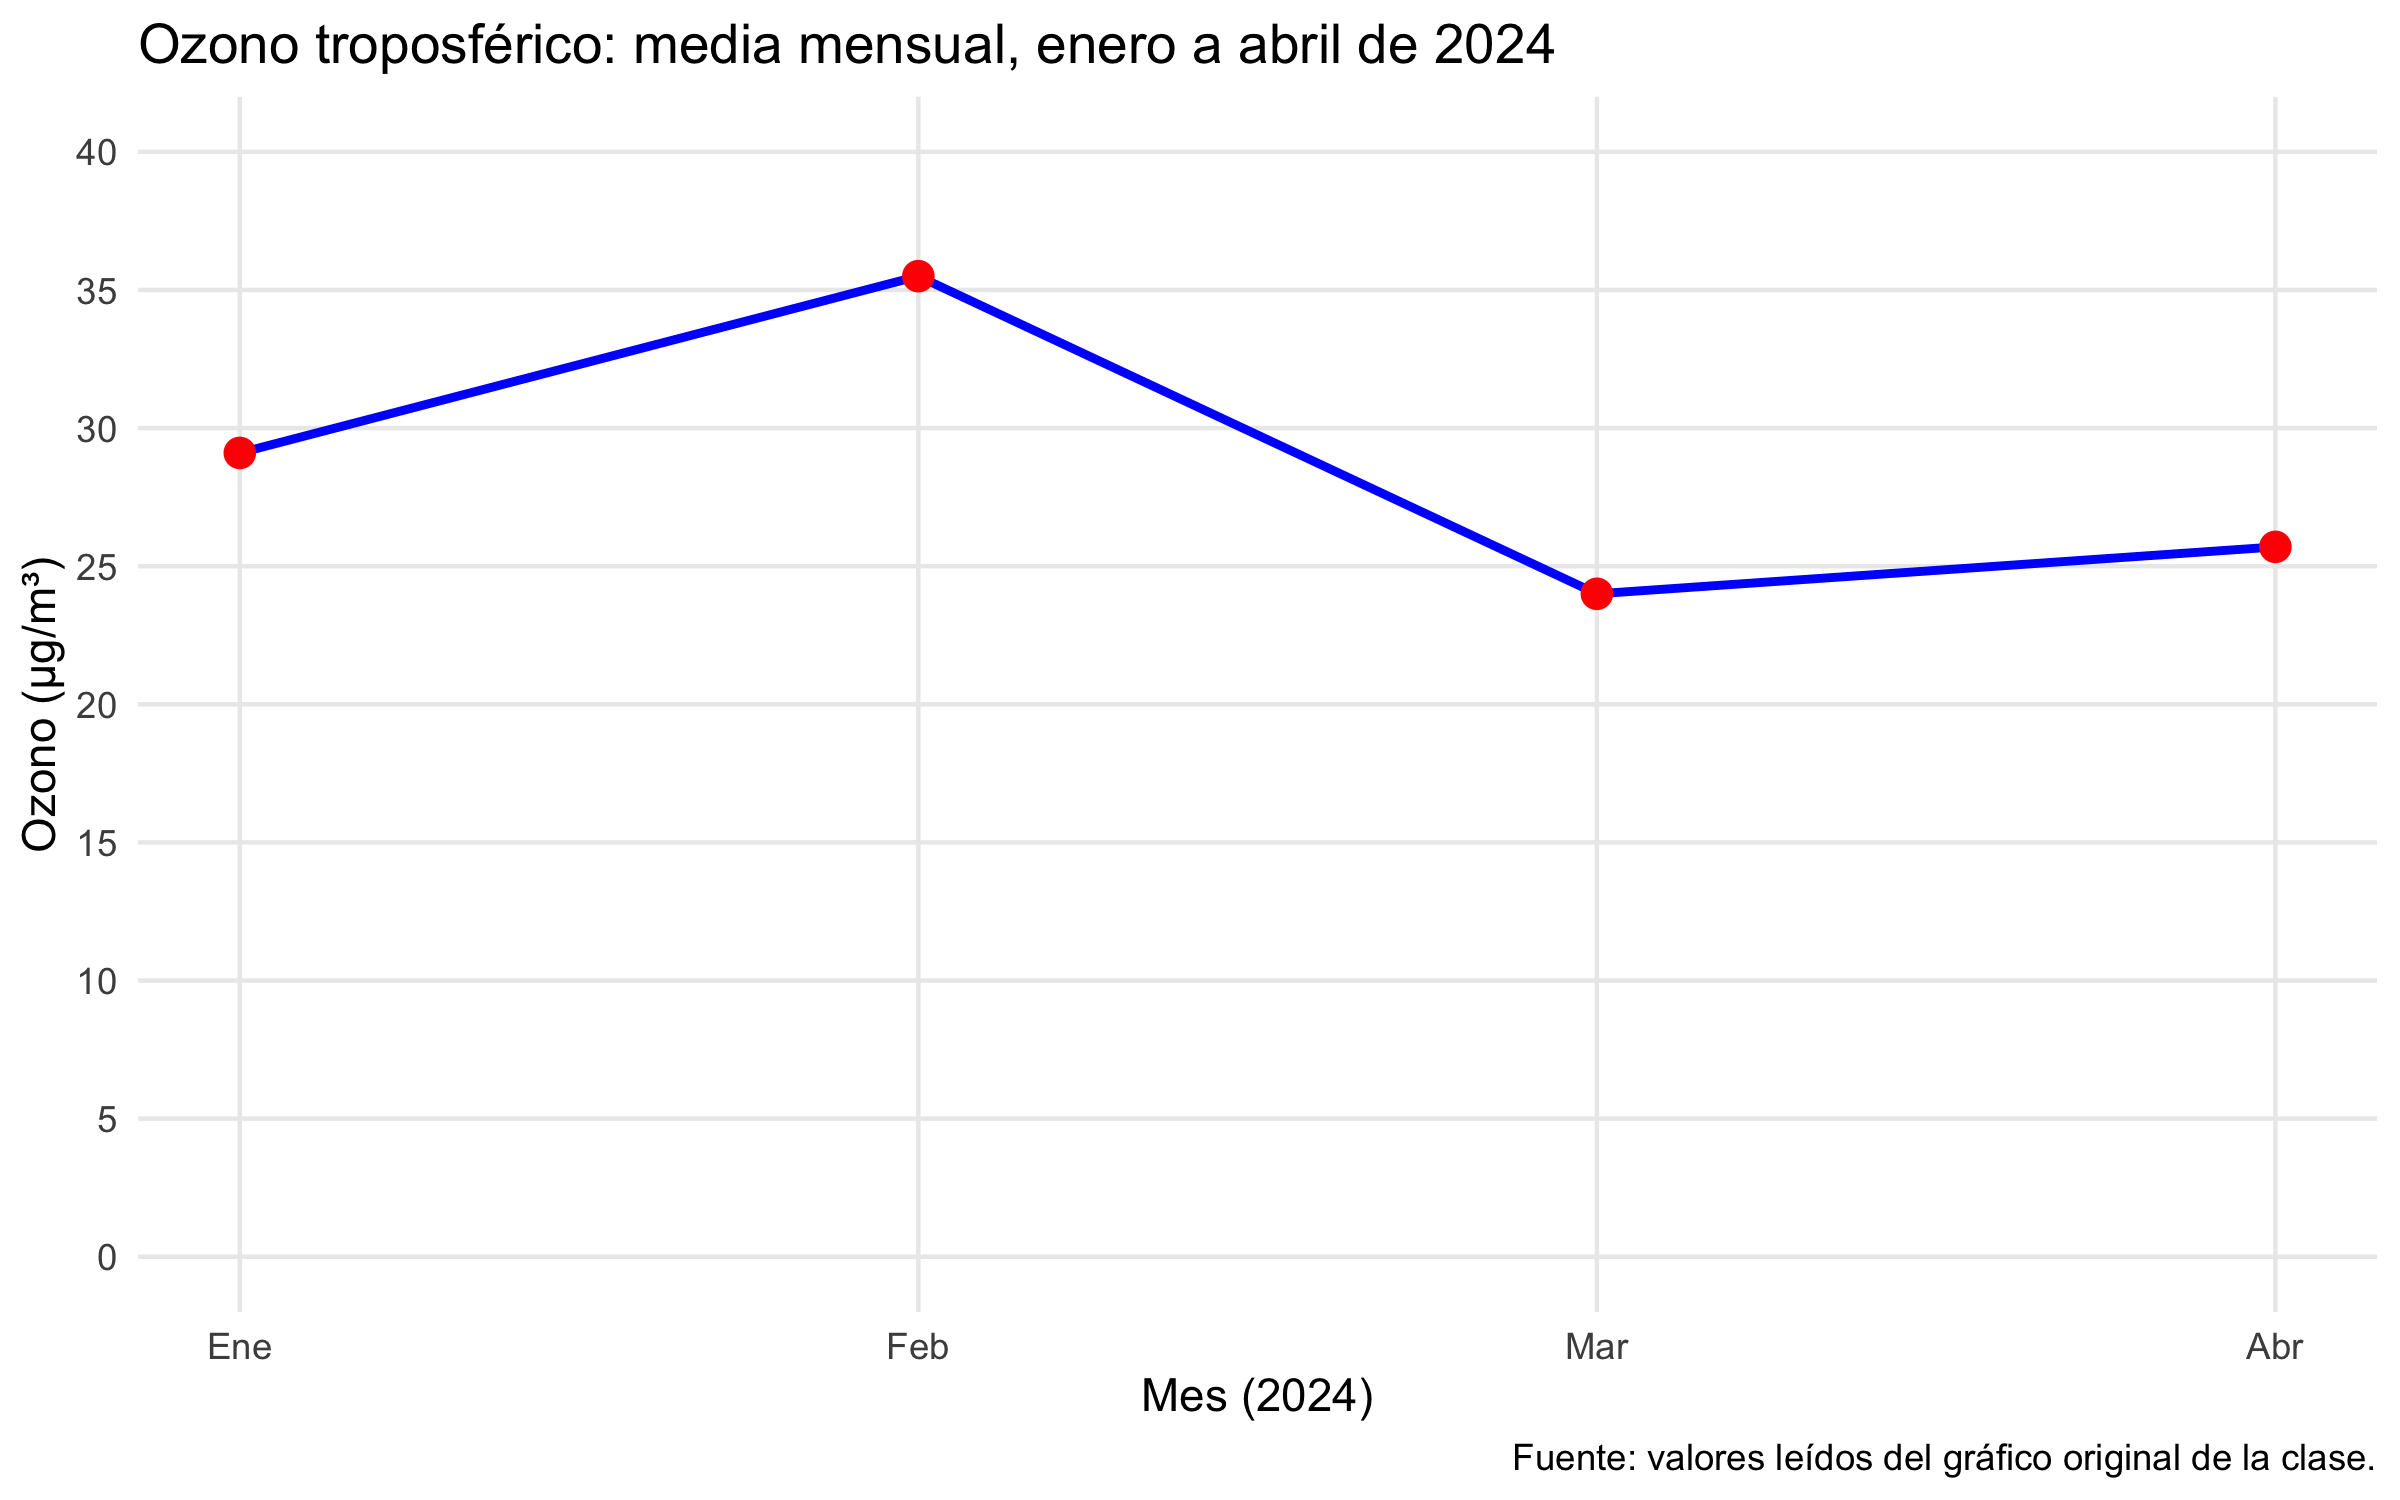 Ozono troposférico: media mensual, enero a abril de 2024
Ozono (µg/m³)
40
35
30
25
20
15
10
5
0
Ene Feb Mar Abr
Mes (2024)
Fuente: valores leídos del gráfico original de la clase.